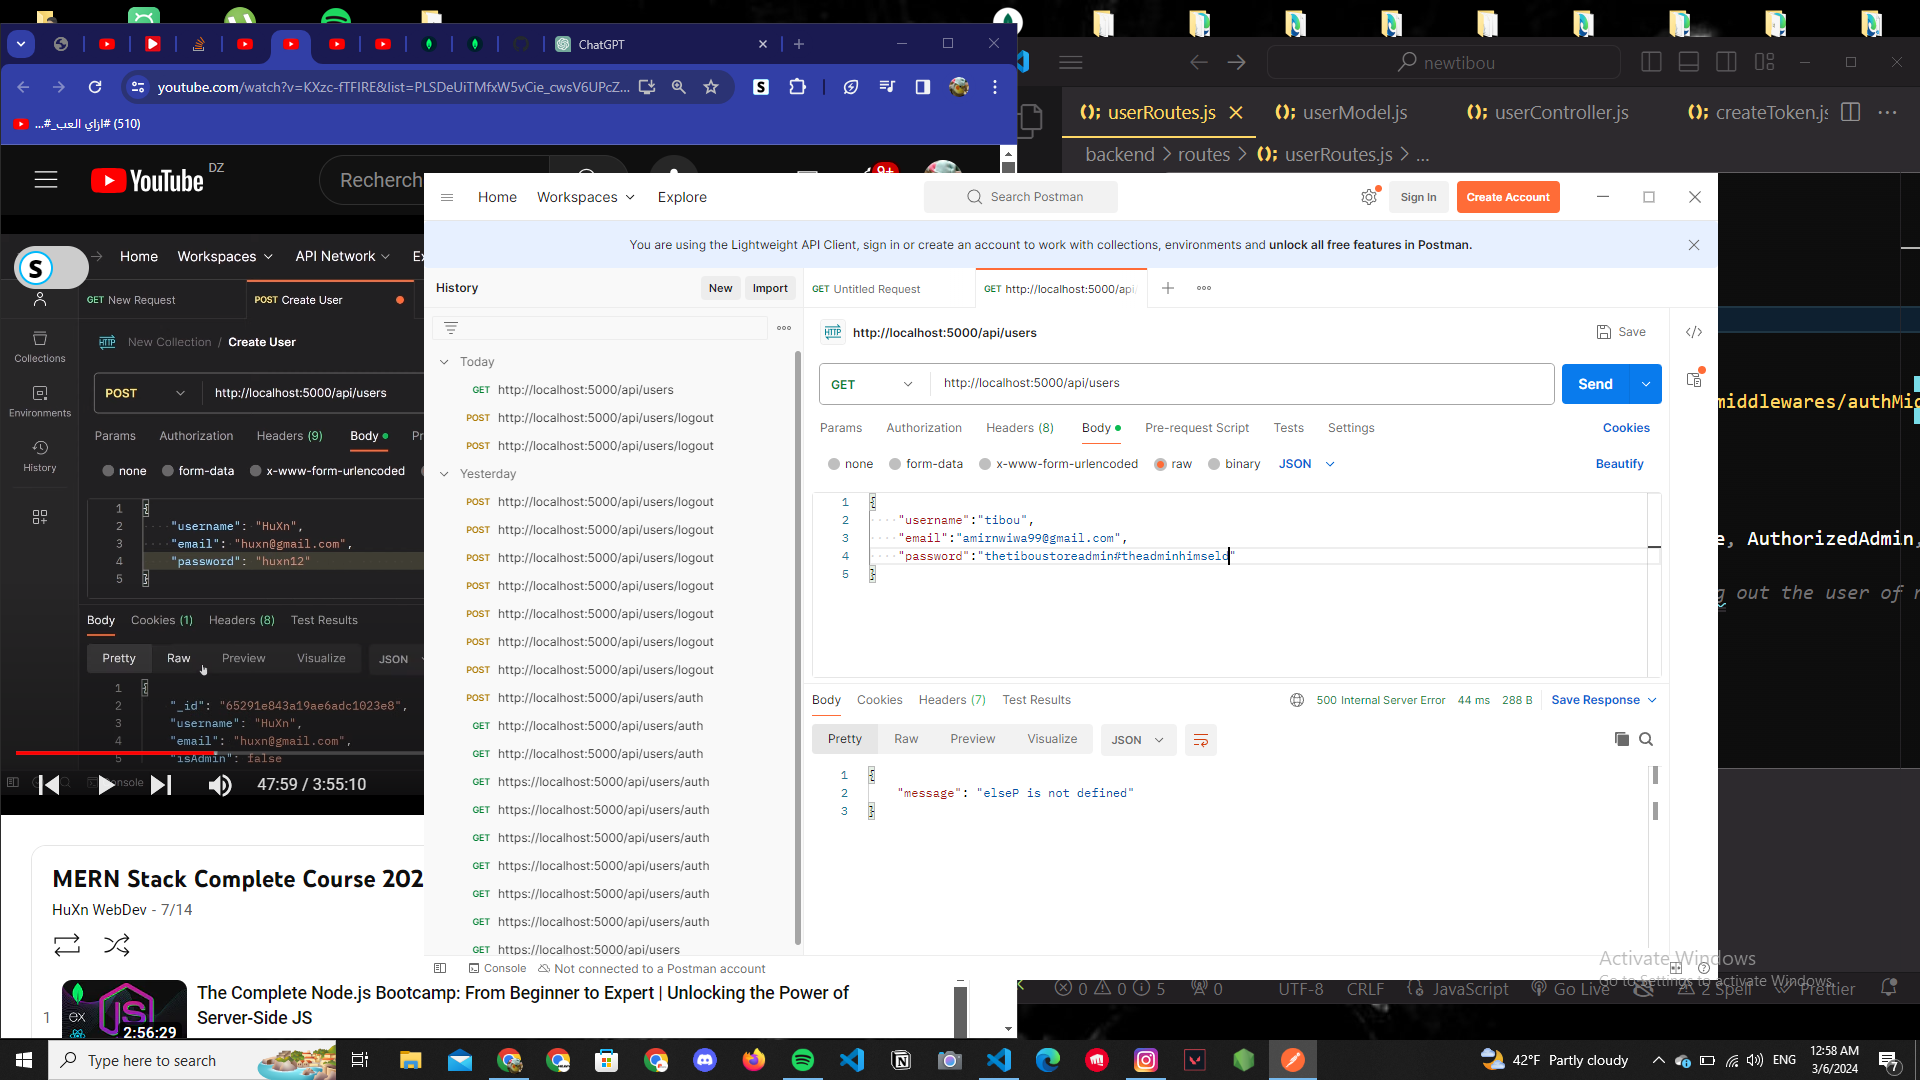 ChatGPT
youtube.com/watch?v=KXzc-fTFIRE&list=PLSDeUiTMfxW5vCie_cwsV6UPcZ...
(510) #ازاي العب_#...
YouTube DZ
Recherch
9+
S
Home Workspaces API Network Ex
GET New Request
POST Create User
New Collection / Create User
POST http://localhost:5000/api/users
Params Authorization Headers (9) Body Pr
none form-data x-www-form-urlencoded
Collections
Environments
History
1 {
2 "username": "HuXn",
3 "email": "huxn@gmail.com",
4 "password": "huxn12"
5 }
Body Cookies (1) Headers (8) Test Results
Pretty Raw Preview Visualize JSON
1 {
2 "_id": "65291e843a19ae6adc1023e8",
3 "username": "HuXn",
4 "email": "huxn@gmail.com",
5 "isAdmin": false
47:59 / 3:55:10
MERN Stack Complete Course 202
HuXn WebDev - 7/14
1
ex
2:56:29
The Complete Node.js Bootcamp: From Beginner to Expert | Unlocking the Power of
Server-Side JS
Home Workspaces Explore
Search Postman
Sign In
Create Account
You are using the Lightweight API Client, sign in or create an account to work with collections, environments and unlock all free features in Postman.
History
New
Import
Today
GET http://localhost:5000/api/users
POST http://localhost:5000/api/users/logout
POST http://localhost:5000/api/users/logout
Yesterday
POST http://localhost:5000/api/users/logout
POST http://localhost:5000/api/users/logout
POST http://localhost:5000/api/users/logout
POST http://localhost:5000/api/users/logout
POST http://localhost:5000/api/users/logout
POST http://localhost:5000/api/users/logout
POST http://localhost:5000/api/users/logout
POST http://localhost:5000/api/users/auth
GET http://localhost:5000/api/users/auth
GET http://localhost:5000/api/users/auth
GET https://localhost:5000/api/users/auth
GET https://localhost:5000/api/users/auth
GET https://localhost:5000/api/users/auth
GET https://localhost:5000/api/users/auth
GET https://localhost:5000/api/users/auth
GET https://localhost:5000/api/users/auth
GET https://localhost:5000/api/users
Console
Not connected to a Postman account
GET Untitled Request
GET http://localhost:5000/api/
HTTP http://localhost:5000/api/users
Save
GET http://localhost:5000/api/users
Send
Params Authorization Headers (8) Body Pre-request Script Tests Settings
Cookies
none form-data x-www-form-urlencoded raw binary JSON
Beautify
1 {
2 "username":"tibou",
3 "email":"amirnwiwa99@gmail.com",
4 "password":"thetiboustoreadmin#theadminhimseld"
5 }
Body Cookies Headers (7) Test Results
500 Internal Server Error 44 ms 288 B
Save Response
Pretty Raw Preview Visualize JSON
1 {
2 "message": "elseP is not defined"
3 }
newtibou
userRoutes.js userModel.js userController.js createToken.js
backend > routes > userRoutes.js > ...
middlewares/authMid
e, AuthorizedAdmin,
g out the user of n
Activate Windows
Go to Settings to activate Windows.
0 0 5 0
UTF-8 CRLF JavaScript Go Live 2 Spell Prettier
Type here to search
42°F Partly cloudy
ENG
12:58 AM
3/6/2024
7